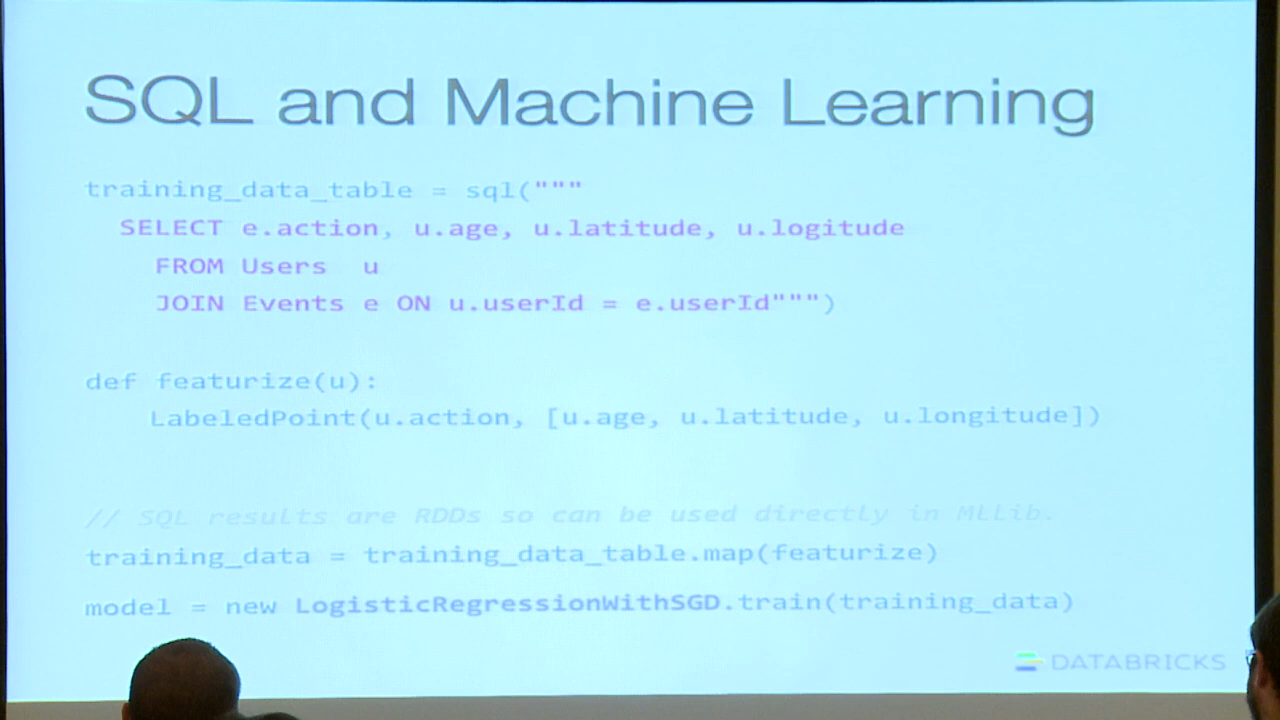 SQL and Machine Learning
training_data_table = sql("""
SELECT e.action, u.age, u.latitude, u.logitude
FROM Users u
JOIN Events e ON u.userId = e.userId""")
def featurize(u):
LabeledPoint(u.action, [u.age, u.latitude, u.longitude])
// SQL results are RDDs so can be used directly in MLLib.
training_data = training_data_table.map(featurize)
model = new LogisticRegressionWithSGD.train(training_data)
DATABRICKS